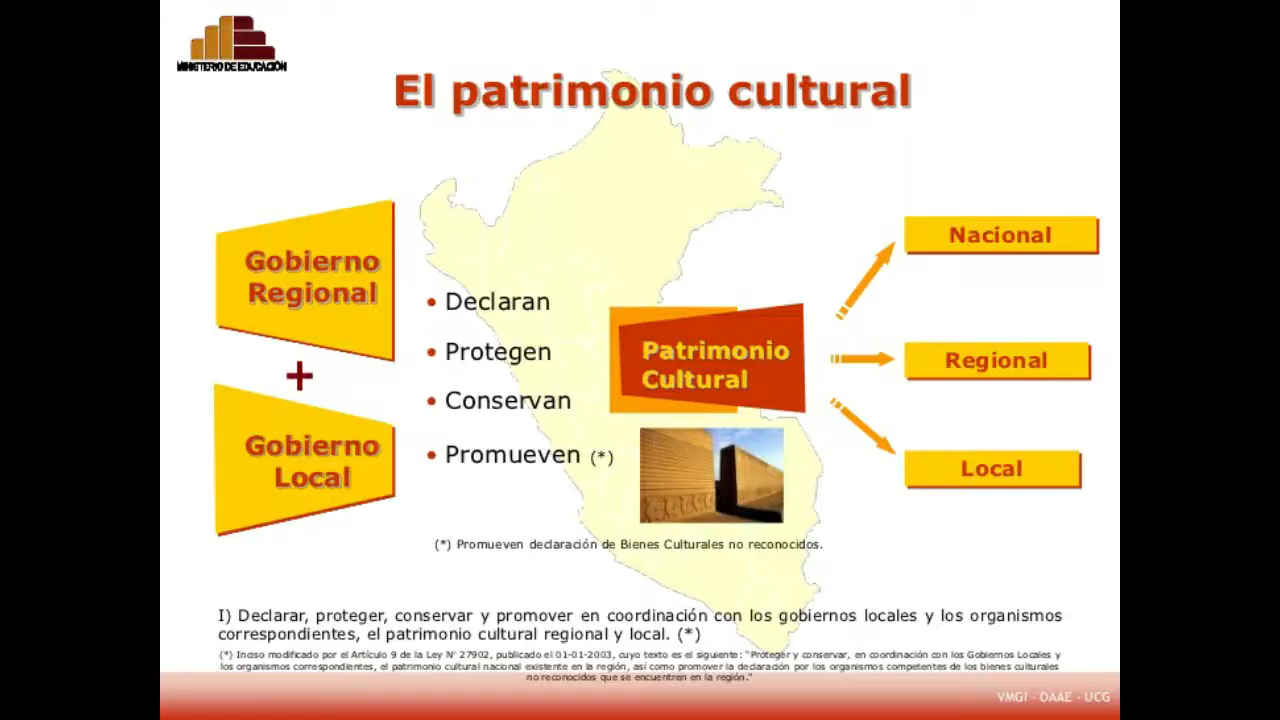 MINISTERIO DE EDUCACIÓN
El patrimonio cultural
Gobierno
Regional
+
Gobierno
Local
• Declaran
• Protegen
• Conservan
• Promueven (*)
Patrimonio
Cultural
Nacional
Regional
Local
(*) Promueven declaración de Bienes Culturales no reconocidos.
I) Declarar, proteger, conservar y promover en coordinación con los gobiernos locales y los organismos
correspondientes, el patrimonio cultural regional y local. (*)
(*) Inciso modificado por el Artículo 9 de la Ley N° 27902, publicado el 01-01-2003, cuyo texto es el siguiente: "Proteger y conservar, en coordinación con los Gobiernos Locales y
los organismos correspondientes, el patrimonio cultural nacional existente en la región, así como promover la declaración por los organismos competentes de los bienes culturales
no reconocidos que se encuentren en la región."
VMGI - OAAE - UCG